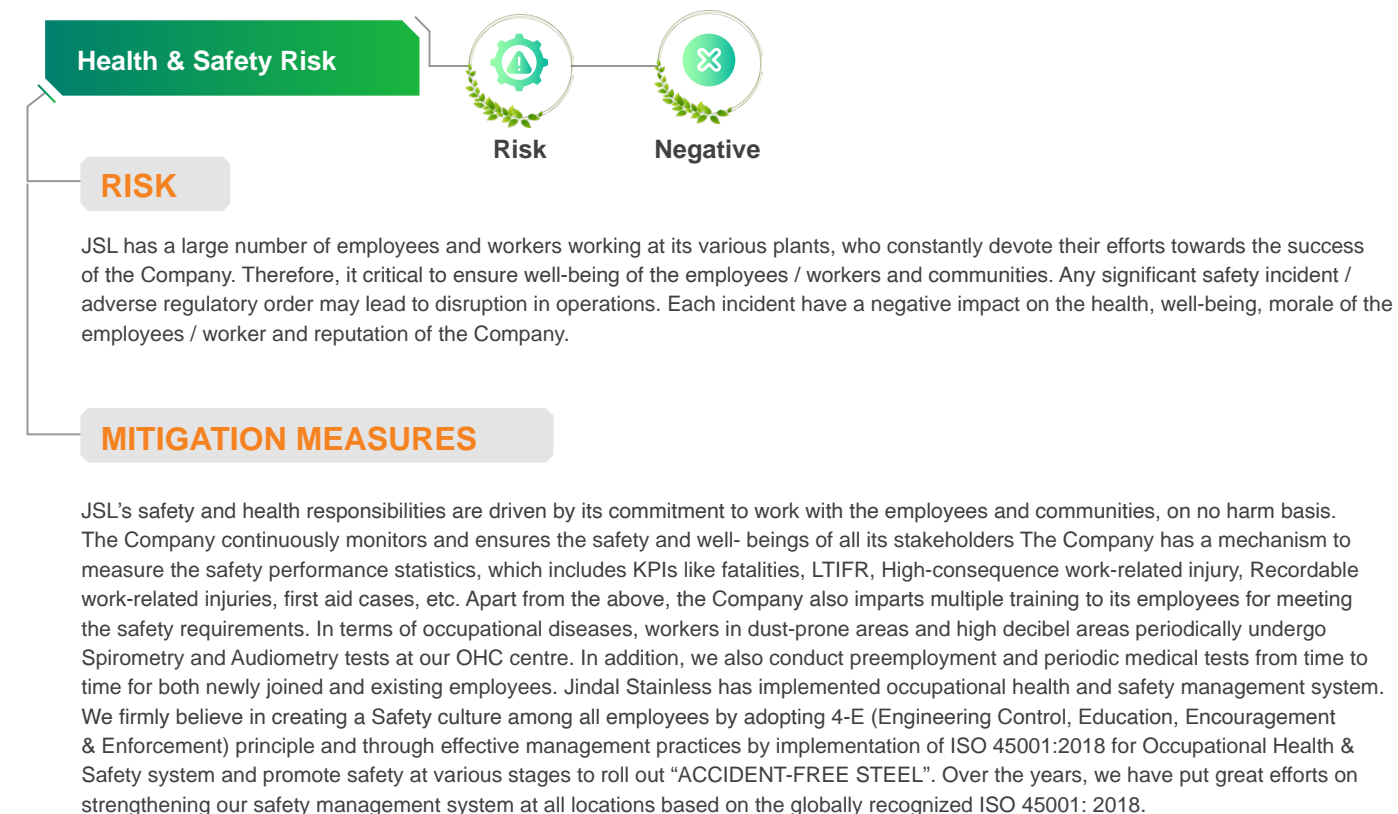 Health & Safety Risk
Risk
Negative
RISK
JSL has a large number of employees and workers working at its various plants, who constantly devote their efforts towards the success
of the Company. Therefore, it critical to ensure well-being of the employees / workers and communities. Any significant safety incident /
adverse regulatory order may lead to disruption in operations. Each incident have a negative impact on the health, well-being, morale of the
employees / worker and reputation of the Company.
MITIGATION MEASURES
JSL’s safety and health responsibilities are driven by its commitment to work with the employees and communities, on no harm basis.
The Company continuously monitors and ensures the safety and well- beings of all its stakeholders The Company has a mechanism to
measure the safety performance statistics, which includes KPIs like fatalities, LTIFR, High-consequence work-related injury, Recordable
work-related injuries, first aid cases, etc. Apart from the above, the Company also imparts multiple training to its employees for meeting
the safety requirements. In terms of occupational diseases, workers in dust-prone areas and high decibel areas periodically undergo
Spirometry and Audiometry tests at our OHC centre. In addition, we also conduct preemployment and periodic medical tests from time to
time for both newly joined and existing employees. Jindal Stainless has implemented occupational health and safety management system.
We firmly believe in creating a Safety culture among all employees by adopting 4-E (Engineering Control, Education, Encouragement
& Enforcement) principle and through effective management practices by implementation of ISO 45001:2018 for Occupational Health &
Safety system and promote safety at various stages to roll out “ACCIDENT-FREE STEEL”. Over the years, we have put great efforts on
strengthening our safety management system at all locations based on the globally recognized ISO 45001: 2018.